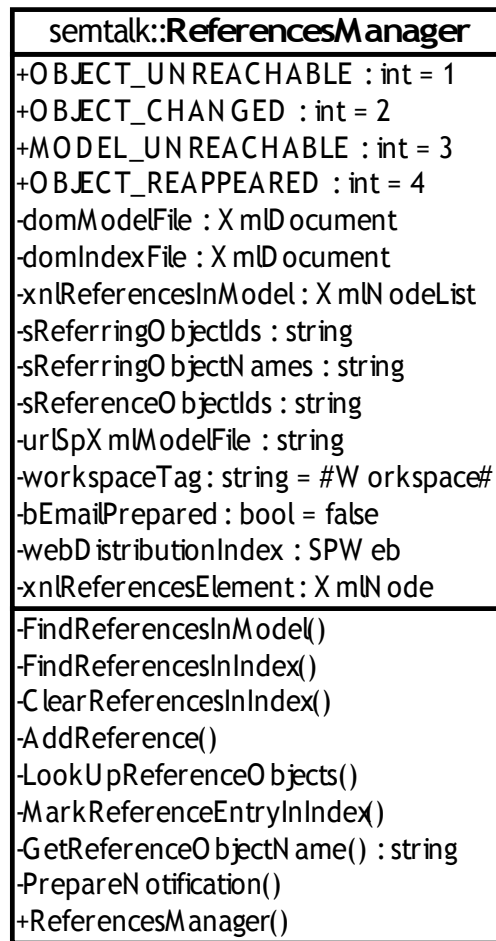 semtalk::ReferencesManager
+OBJECT_UNREACHABLE : int = 1
+OBJECT_CHANGED : int = 2
+MODEL_UNREACHABLE : int = 3
+OBJECT_REAPPEARED : int = 4
-domModelFile : XmlDocument
-domIndexFile : XmlDocument
-xnlReferencesInModel : XmlNodeList
-sReferringObjectIds : string
-sReferringObjectNames : string
-sReferenceObjectIds : string
-urlSpXmlModelFile : string
-workspaceTag : string = #Workspace#
-bEmailPrepared : bool = false
-webDistributionIndex : SPWeb
-xnlReferencesElement : XmlNode
-FindReferencesInModel()
-FindReferencesInIndex()
-ClearReferencesInIndex()
-AddReference()
-LookUpReferenceObjects()
-MarkReferenceEntryInIndex()
-GetReferenceObjectName() : string
-PrepareNotification()
+ReferencesManager()